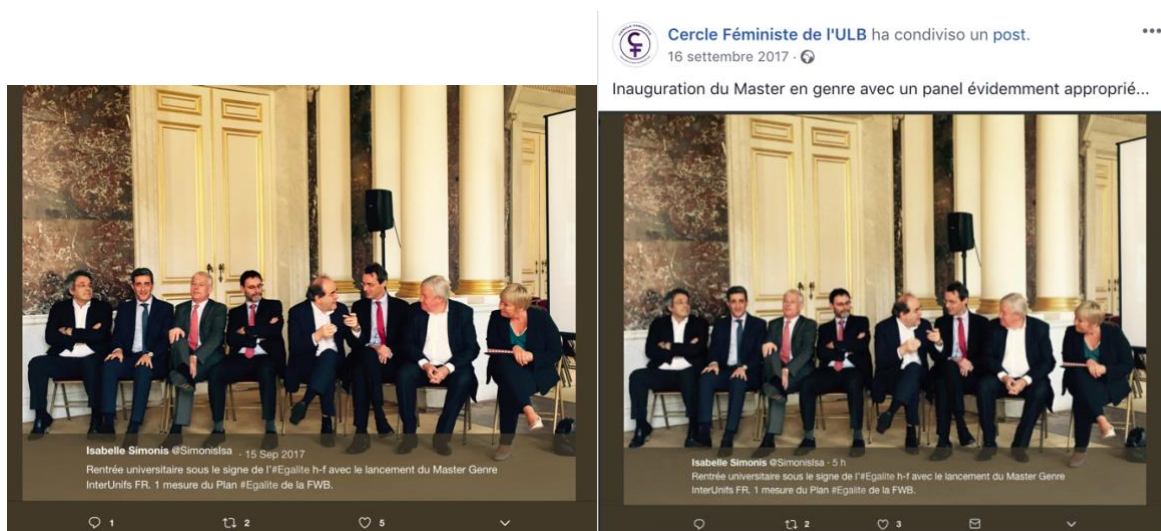 Isabelle Simonis @SimonisIsa · 15 Sep 2017
Rentrée universitaire sous le signe de l'#Egalite h-f avec le lancement du Master Genre
InterUnifs FR. 1 mesure du Plan #Egalite de la FWB.
1 2 5
Cercle Féministe de l'ULB ha condiviso un post.
16 settembre 2017 ·
Inauguration du Master en genre avec un panel évidemment approprié...
Isabelle Simonis @SimonisIsa · 5 h
Rentrée universitaire sous le signe de l'#Egalite h-f avec le lancement du Master Genre
InterUnifs FR. 1 mesure du Plan #Egalite de la FWB.
2 3